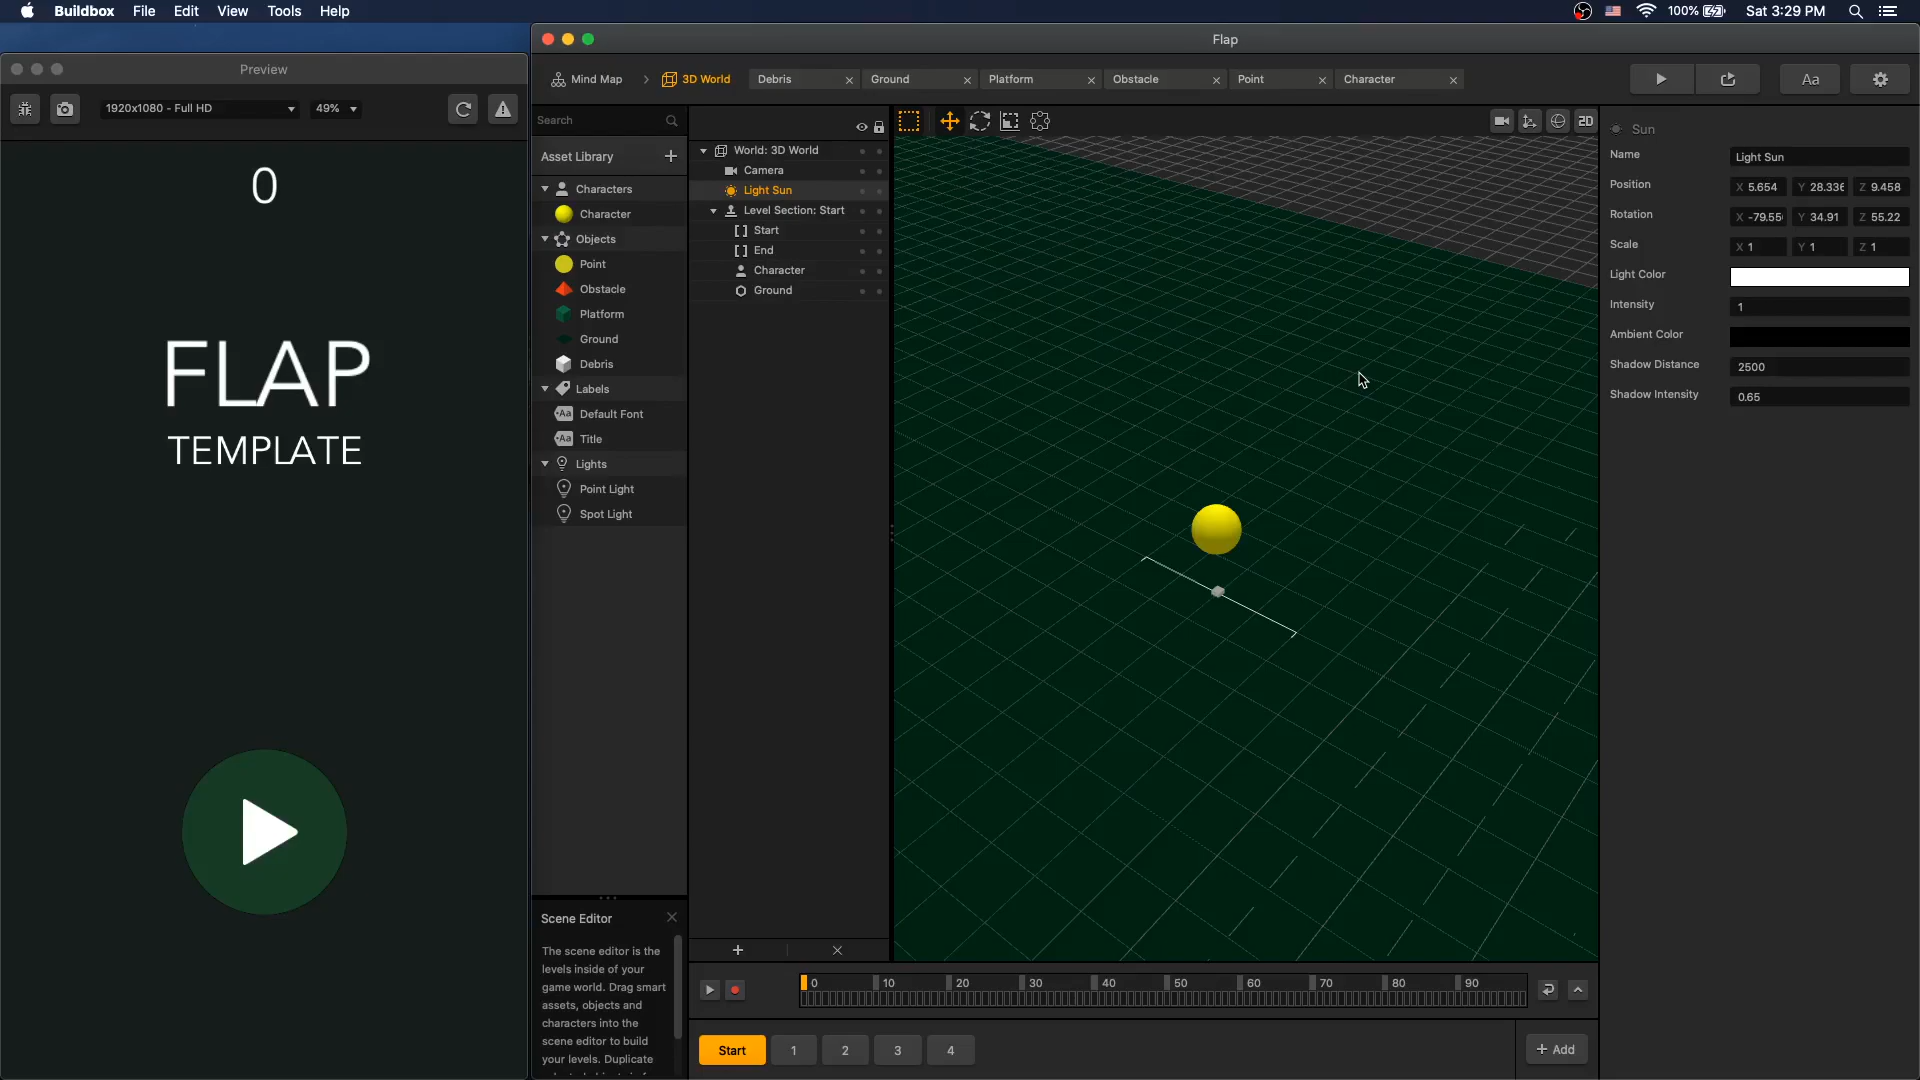 Buildbox File Edit View Tools Help
100% Sat 3:29 PM
Preview
1920x1080 - Full HD 49%
0
FLAP
TEMPLATE
Flap
Mind Map 3D World Debris Ground Platform Obstacle Point Character
Aa
Search
Asset Library
Characters
Character
Objects
Point
Obstacle
Platform
Ground
Debris
Labels
Aa Default Font
Aa Title
Lights
Point Light
Spot Light
Scene Editor
The scene editor is the
levels inside of your
game world. Drag smart
assets, objects and
characters into the
scene editor to build
your levels. Duplicate
World: 3D World
Camera
Light Sun
Level Section: Start
Start
End
Character
Ground
2D
Sun
Name Light Sun
Position X 5.654 Y 28.336 Z 9.458
Rotation X -79.55 Y 34.91 Z 55.22
Scale X 1 Y 1 Z 1
Light Color
Intensity 1
Ambient Color
Shadow Distance 2500
Shadow Intensity 0.65
0 10 20 30 40 50 60 70 80 90
Start 1 2 3 4
+ Add